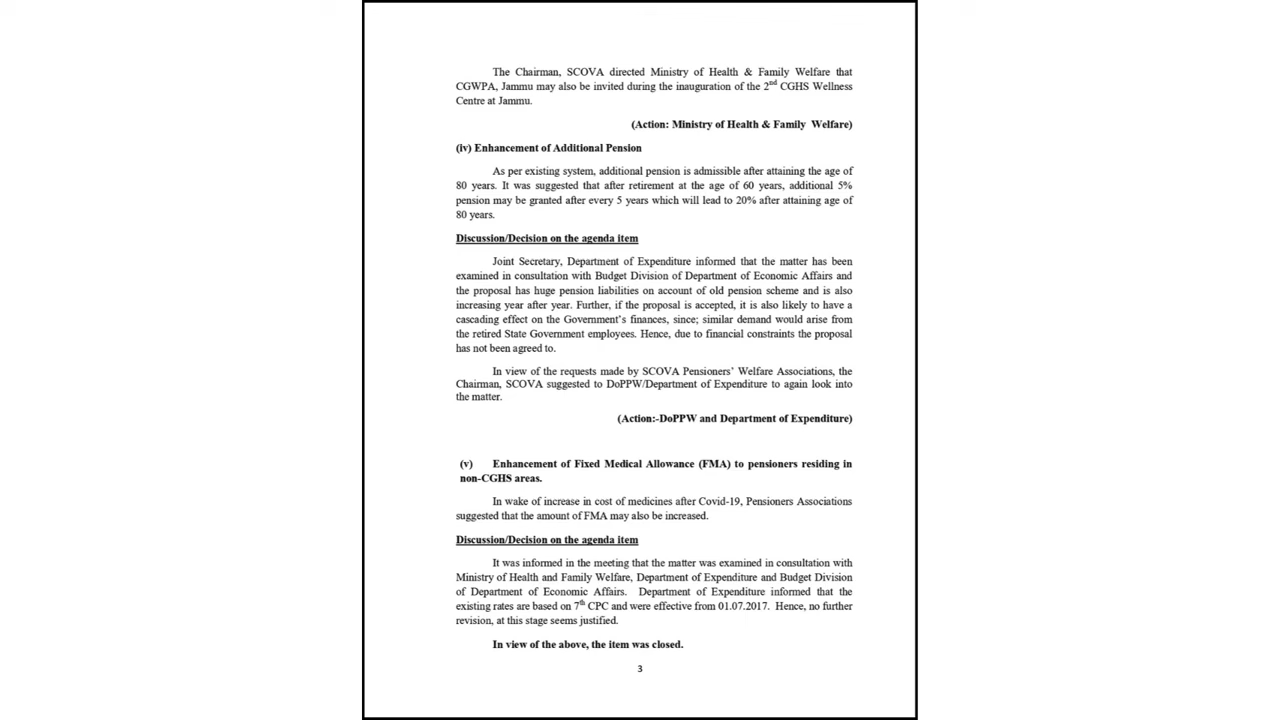 The Chairman, SCOVA directed Ministry of Health & Family Welfare that
CGWPA, Jammu may also be invited during the inauguration of the 2nd CGHS Wellness
Centre at Jammu.
(Action: Ministry of Health & Family Welfare)
(iv) Enhancement of Additional Pension
As per existing system, additional pension is admissible after attaining the age of
80 years. It was suggested that after retirement at the age of 60 years, additional 5%
pension may be granted after every 5 years which will lead to 20% after attaining age of
80 years.
Discussion/Decision on the agenda item
Joint Secretary, Department of Expenditure informed that the matter has been
examined in consultation with Budget Division of Department of Economic Affairs and
the proposal has huge pension liabilities on account of old pension scheme and is also
increasing year after year. Further, if the proposal is accepted, it is also likely to have a
cascading effect on the Government's finances, since; similar demand would arise from
the retired State Government employees. Hence, due to financial constraints the proposal
has not been agreed to.
In view of the requests made by SCOVA Pensioners' Welfare Associations, the
Chairman, SCOVA suggested to DoPPW/Department of Expenditure to again look into
the matter.
(Action:-DoPPW and Department of Expenditure)
(v) Enhancement of Fixed Medical Allowance (FMA) to pensioners residing in
non-CGHS areas.
In wake of increase in cost of medicines after Covid-19, Pensioners Associations
suggested that the amount of FMA may also be increased.
Discussion/Decision on the agenda item
It was informed in the meeting that the matter was examined in consultation with
Ministry of Health and Family Welfare, Department of Expenditure and Budget Division
of Department of Economic Affairs. Department of Expenditure informed that the
existing rates are based on 7th CPC and were effective from 01.07.2017. Hence, no further
revision, at this stage seems justified.
In view of the above, the item was closed.
3